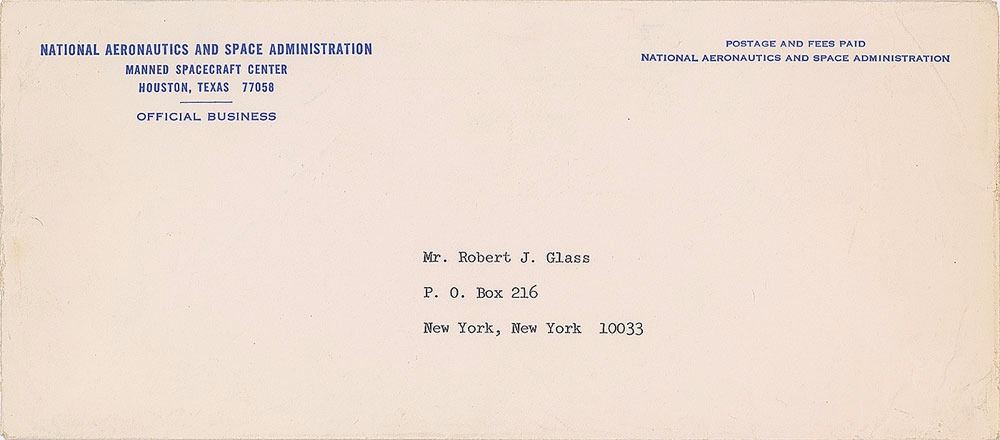 NATIONAL AERONAUTICS AND SPACE ADMINISTRATION
MANNED SPACECRAFT CENTER
HOUSTON, TEXAS 77058
OFFICIAL BUSINESS
POSTAGE AND FEES PAID
NATIONAL AERONAUTICS AND SPACE ADMINISTRATION
Mr. Robert J. Glass
P. O. Box 216
New York, New York 10033